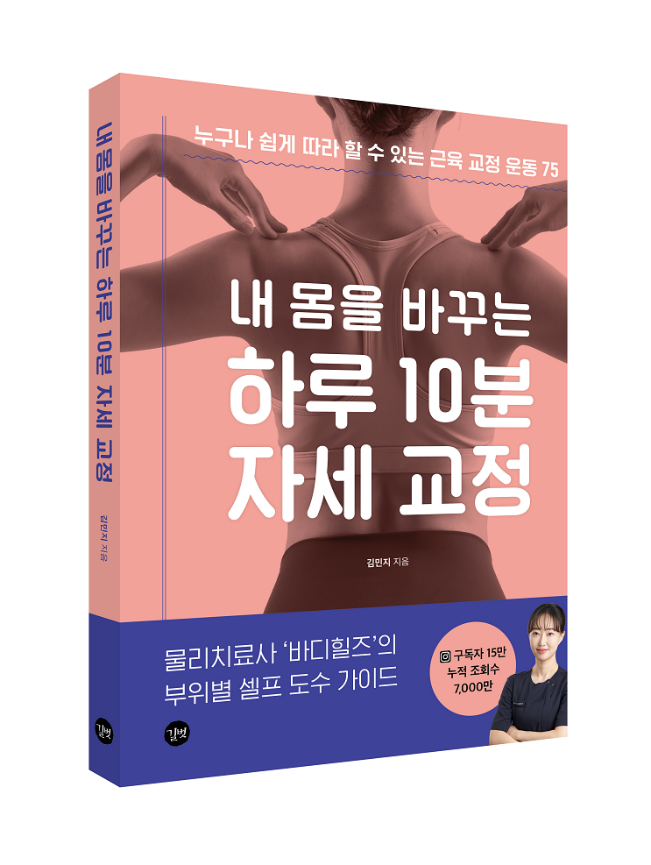 내 몸을 바꾸는 하루 10분 자세 교정
김민지 지음
길벗
누구나 쉽게 따라 할 수 있는 근육 교정 운동 75
내 몸을 바꾸는
하루 10분
자세 교정
김민지 지음
물리치료사 ‘바디힐즈’의
부위별 셀프 도수 가이드
구독자 15만
누적 조회수
7,000만
길벗